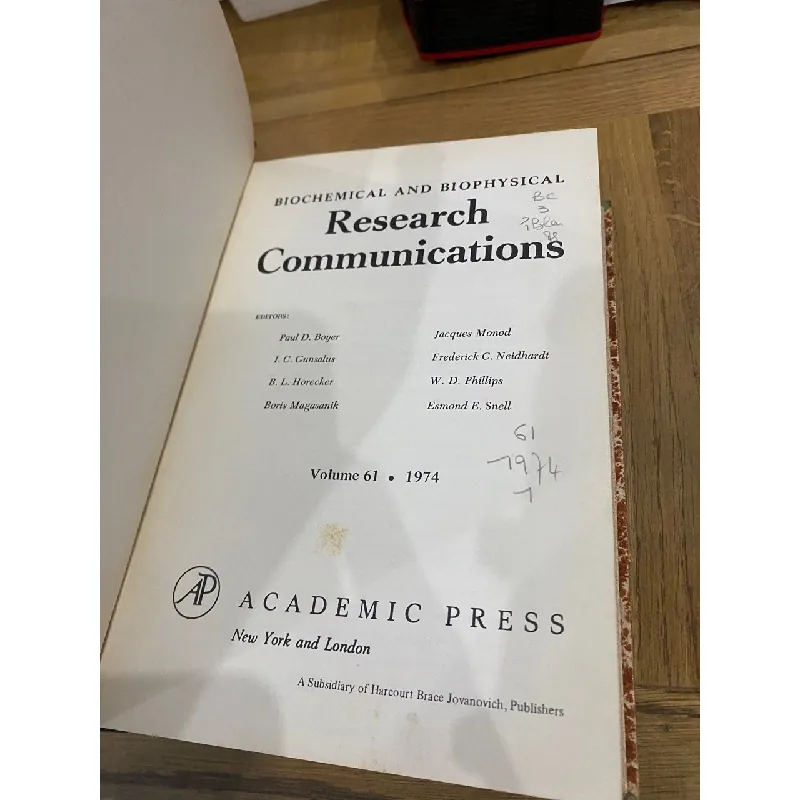 BIOCHEMICAL AND BIOPHYSICAL
Research
Communications
BC
3
EDITORS:
Paul D. Boyer
Jacques Monod
I. C. Gunsalus
Frederick C. Neidhardt
B. L. Horecker
W. D. Phillips
Boris Magasanik
Esmond E. Snell
61
1974
1
Volume 61 • 1974
AP
ACADEMIC PRESS
New York and London
A Subsidiary of Harcourt Brace Jovanovich, Publishers